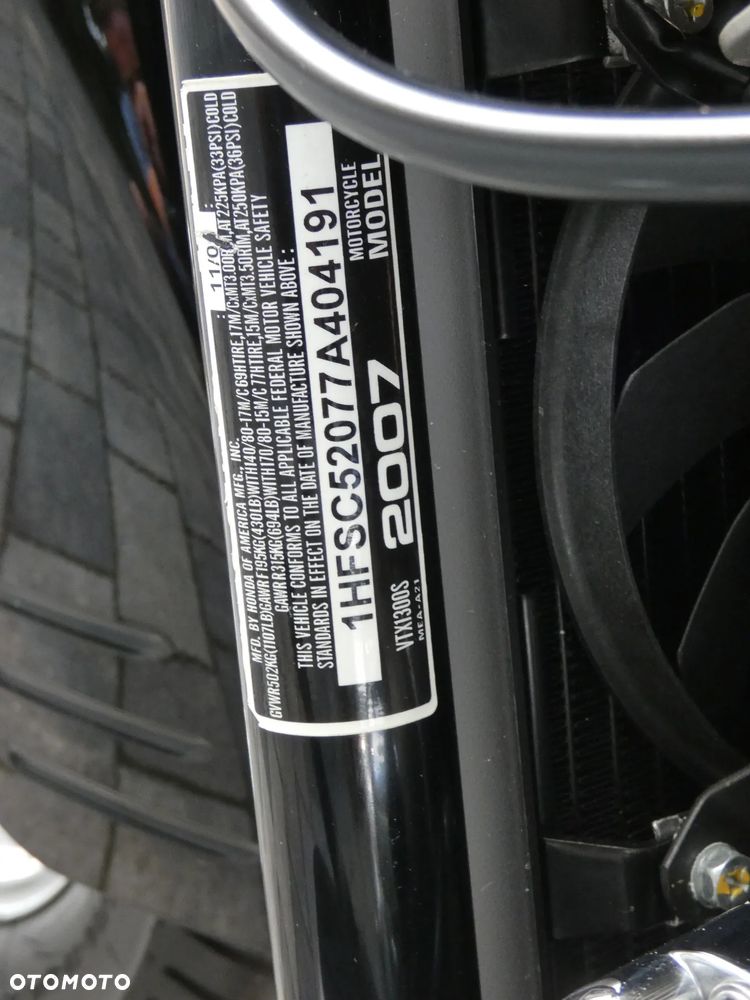 MFD. BY HONDA OF AMERICA MFG., INC.
GVWR502KG(1107LB)GAWR F195KG(430LB)WITH140/80-17M/C 69HTIRE,17M/CxMT3.00RIM,AT225KPA(33PSI)COLD
GAWR R315KG(694LB)WITH170/80-15M/C 77HTIRE,15M/CxMT3.50RIM,AT250KPA(36PSI)COLD
THIS VEHICLE CONFORMS TO ALL APPLICABLE FEDERAL MOTOR VEHICLE SAFETY
STANDARDS IN EFFECT ON THE DATE OF MANUFACTURE SHOWN ABOVE :
1HFSC52077A404191
MOTORCYCLE
2007 MODEL
VTX1300S
MEA-A21
OTOMOTO